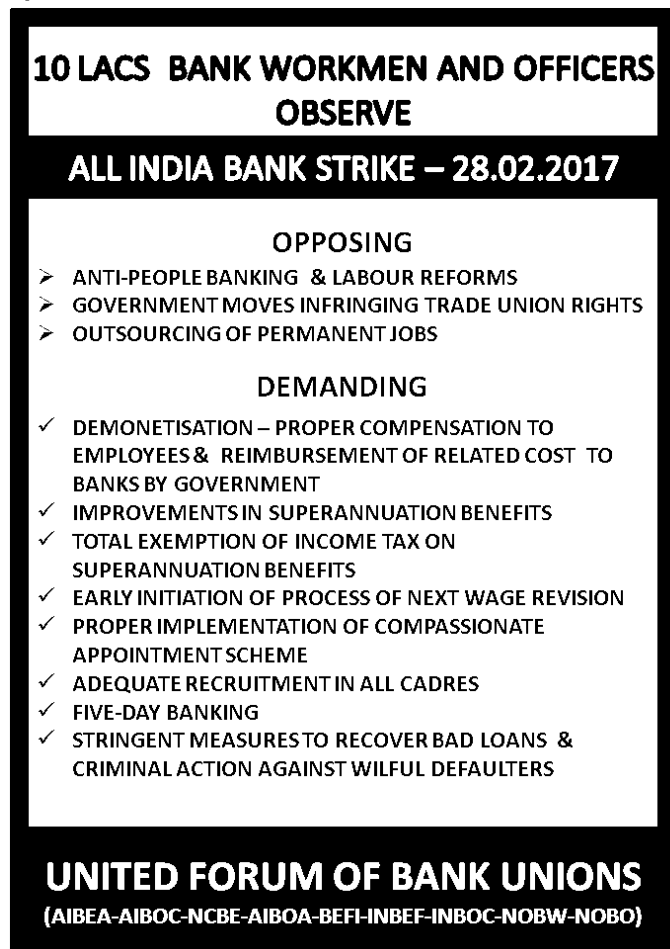 10 LACS BANK WORKMEN AND OFFICERS
OBSERVE
ALL INDIA BANK STRIKE – 28.02.2017
OPPOSING
➢ ANTI-PEOPLE BANKING & LABOUR REFORMS
➢ GOVERNMENT MOVES INFRINGING TRADE UNION RIGHTS
➢ OUTSOURCING OF PERMANENT JOBS
DEMANDING
✓ DEMONETISATION – PROPER COMPENSATION TO
EMPLOYEES & REIMBURSEMENT OF RELATED COST TO
BANKS BY GOVERNMENT
✓ IMPROVEMENTS IN SUPERANNUATION BENEFITS
✓ TOTAL EXEMPTION OF INCOME TAX ON
SUPERANNUATION BENEFITS
✓ EARLY INITIATION OF PROCESS OF NEXT WAGE REVISION
✓ PROPER IMPLEMENTATION OF COMPASSIONATE
APPOINTMENT SCHEME
✓ ADEQUATE RECRUITMENT IN ALL CADRES
✓ FIVE-DAY BANKING
✓ STRINGENT MEASURES TO RECOVER BAD LOANS &
CRIMINAL ACTION AGAINST WILFUL DEFAULTERS
UNITED FORUM OF BANK UNIONS
(AIBEA-AIBOC-NCBE-AIBOA-BEFI-INBEF-INBOC-NOBW-NOBO)